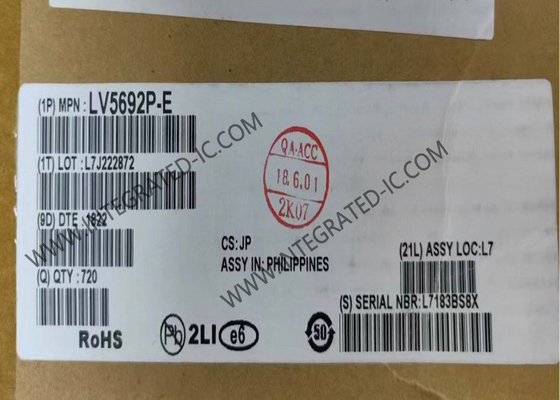 (1P) MPN : LV5692P-E
(1T) LOT : L7J222872
(9D) DTE :1822
(Q) QTY :720
RoHS
Pb 2LI e6
QA-ACC
18.6.01
2K07
CS: JP
ASSY IN: PHILIPPINES
50
(21L) ASSY LOC:L7
(S) SERIAL NBR: L7183BS8X
WWW.INTEGRATED-IC.COM
WWW.INTEGRATED-IC.COM
WWW.INTEGRATED-IC.COM